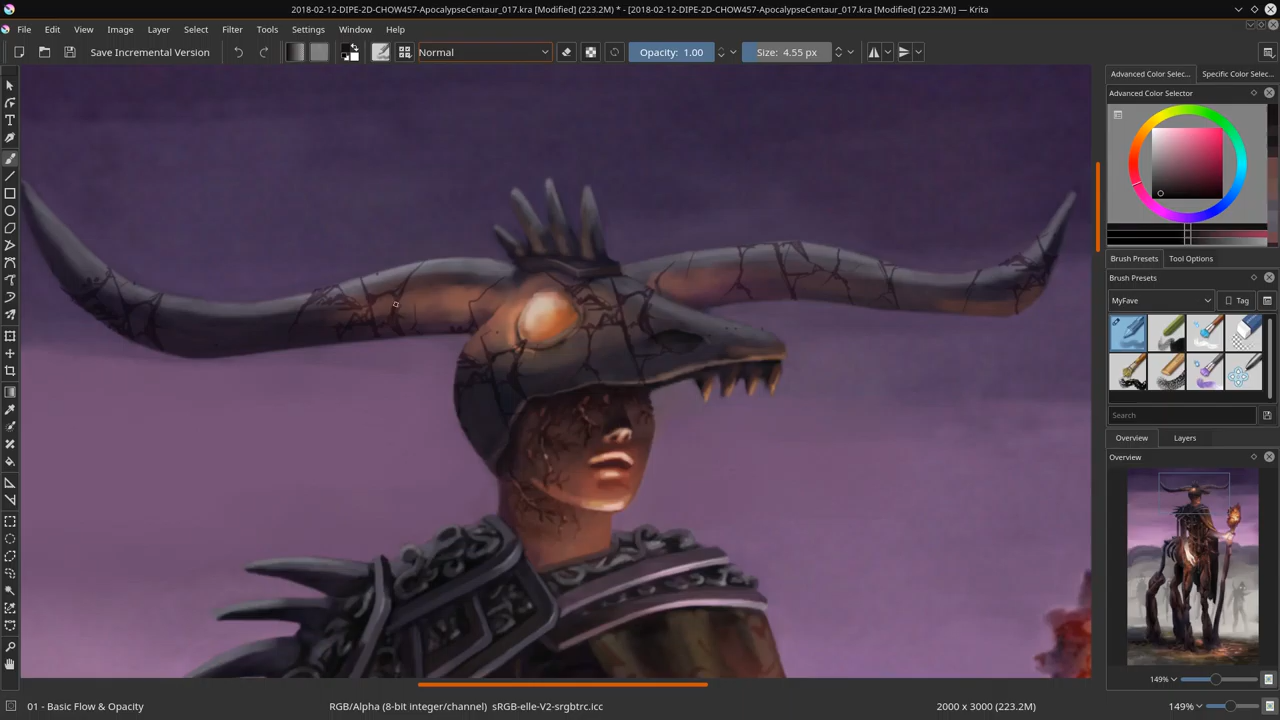 2018-02-12-DIPE-2D-CHOW457-ApocalypseCentaur_017.kra [Modified] (223.2M) * - [2018-02-12-DIPE-2D-CHOW457-ApocalypseCentaur_017.kra [Modified] (223.2M)] — Krita
File Edit View Image Layer Select Filter Tools Settings Window Help
Save Incremental Version Normal Opacity: 1.00 Size: 4.55 px
Advanced Color Selec... Specific Color Selec...
Advanced Color Selector
Brush Presets Tool Options
Brush Presets
MyFave Tag
Search
Overview Layers
Overview
149%
01 - Basic Flow & Opacity RGB/Alpha (8-bit integer/channel) sRGB-elle-V2-srgbtrc.icc 2000 x 3000 (223.2M) 149%